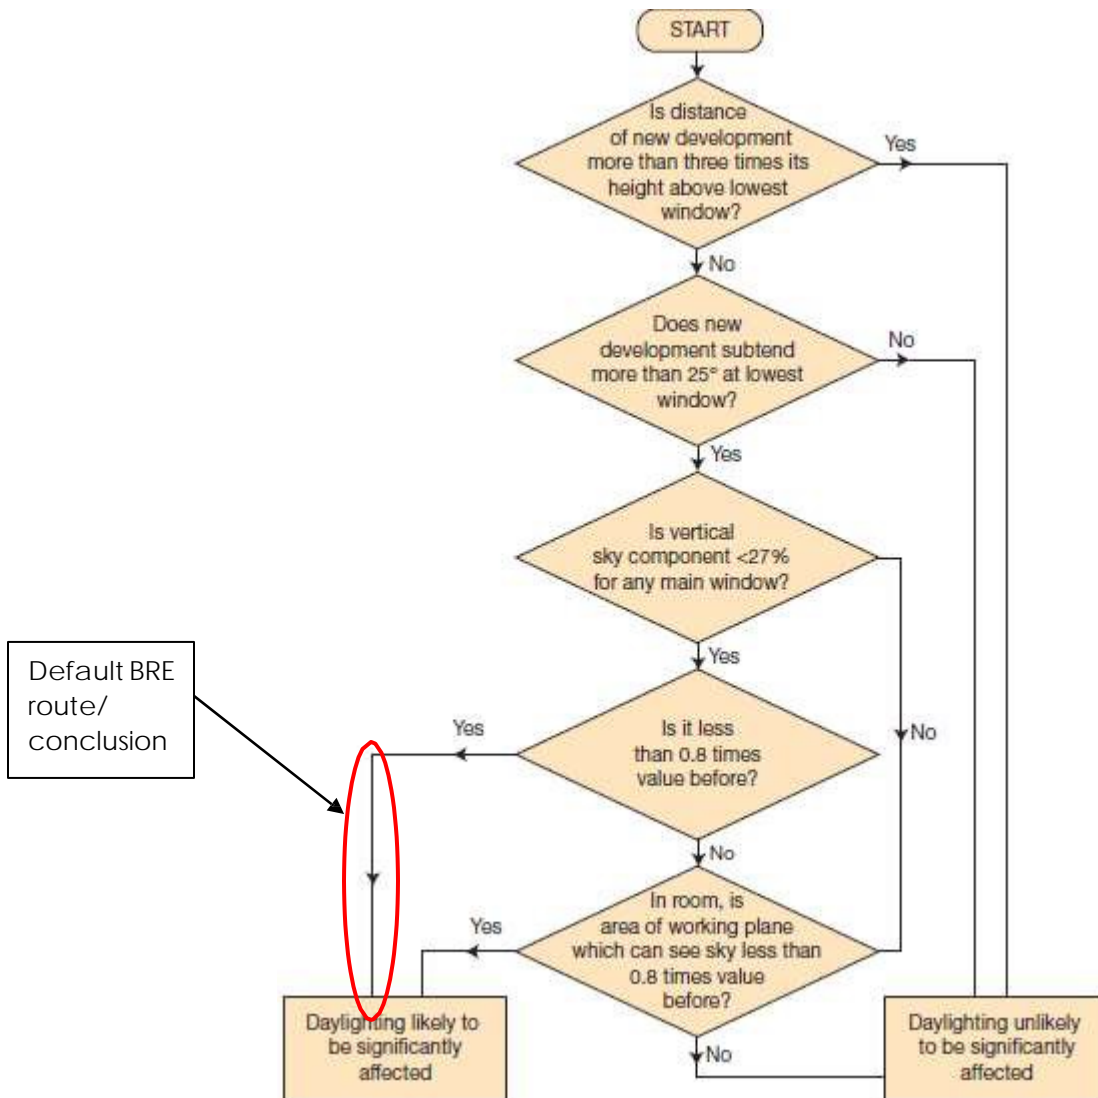 START
Is distance
of new development
more than three times its
height above lowest
window?
Yes
No
Does new
development subtend
more than 25° at lowest
window?
No
Yes
Is vertical
sky component <27%
for any main window?
Yes
No
Default BRE
route/
conclusion
Is it less
than 0.8 times
value before?
Yes
No
In room, is
area of working plane
which can see sky less than
0.8 times value
before?
Yes
No
Daylighting likely to
be significantly
affected
Daylighting unlikely
to be significantly
affected